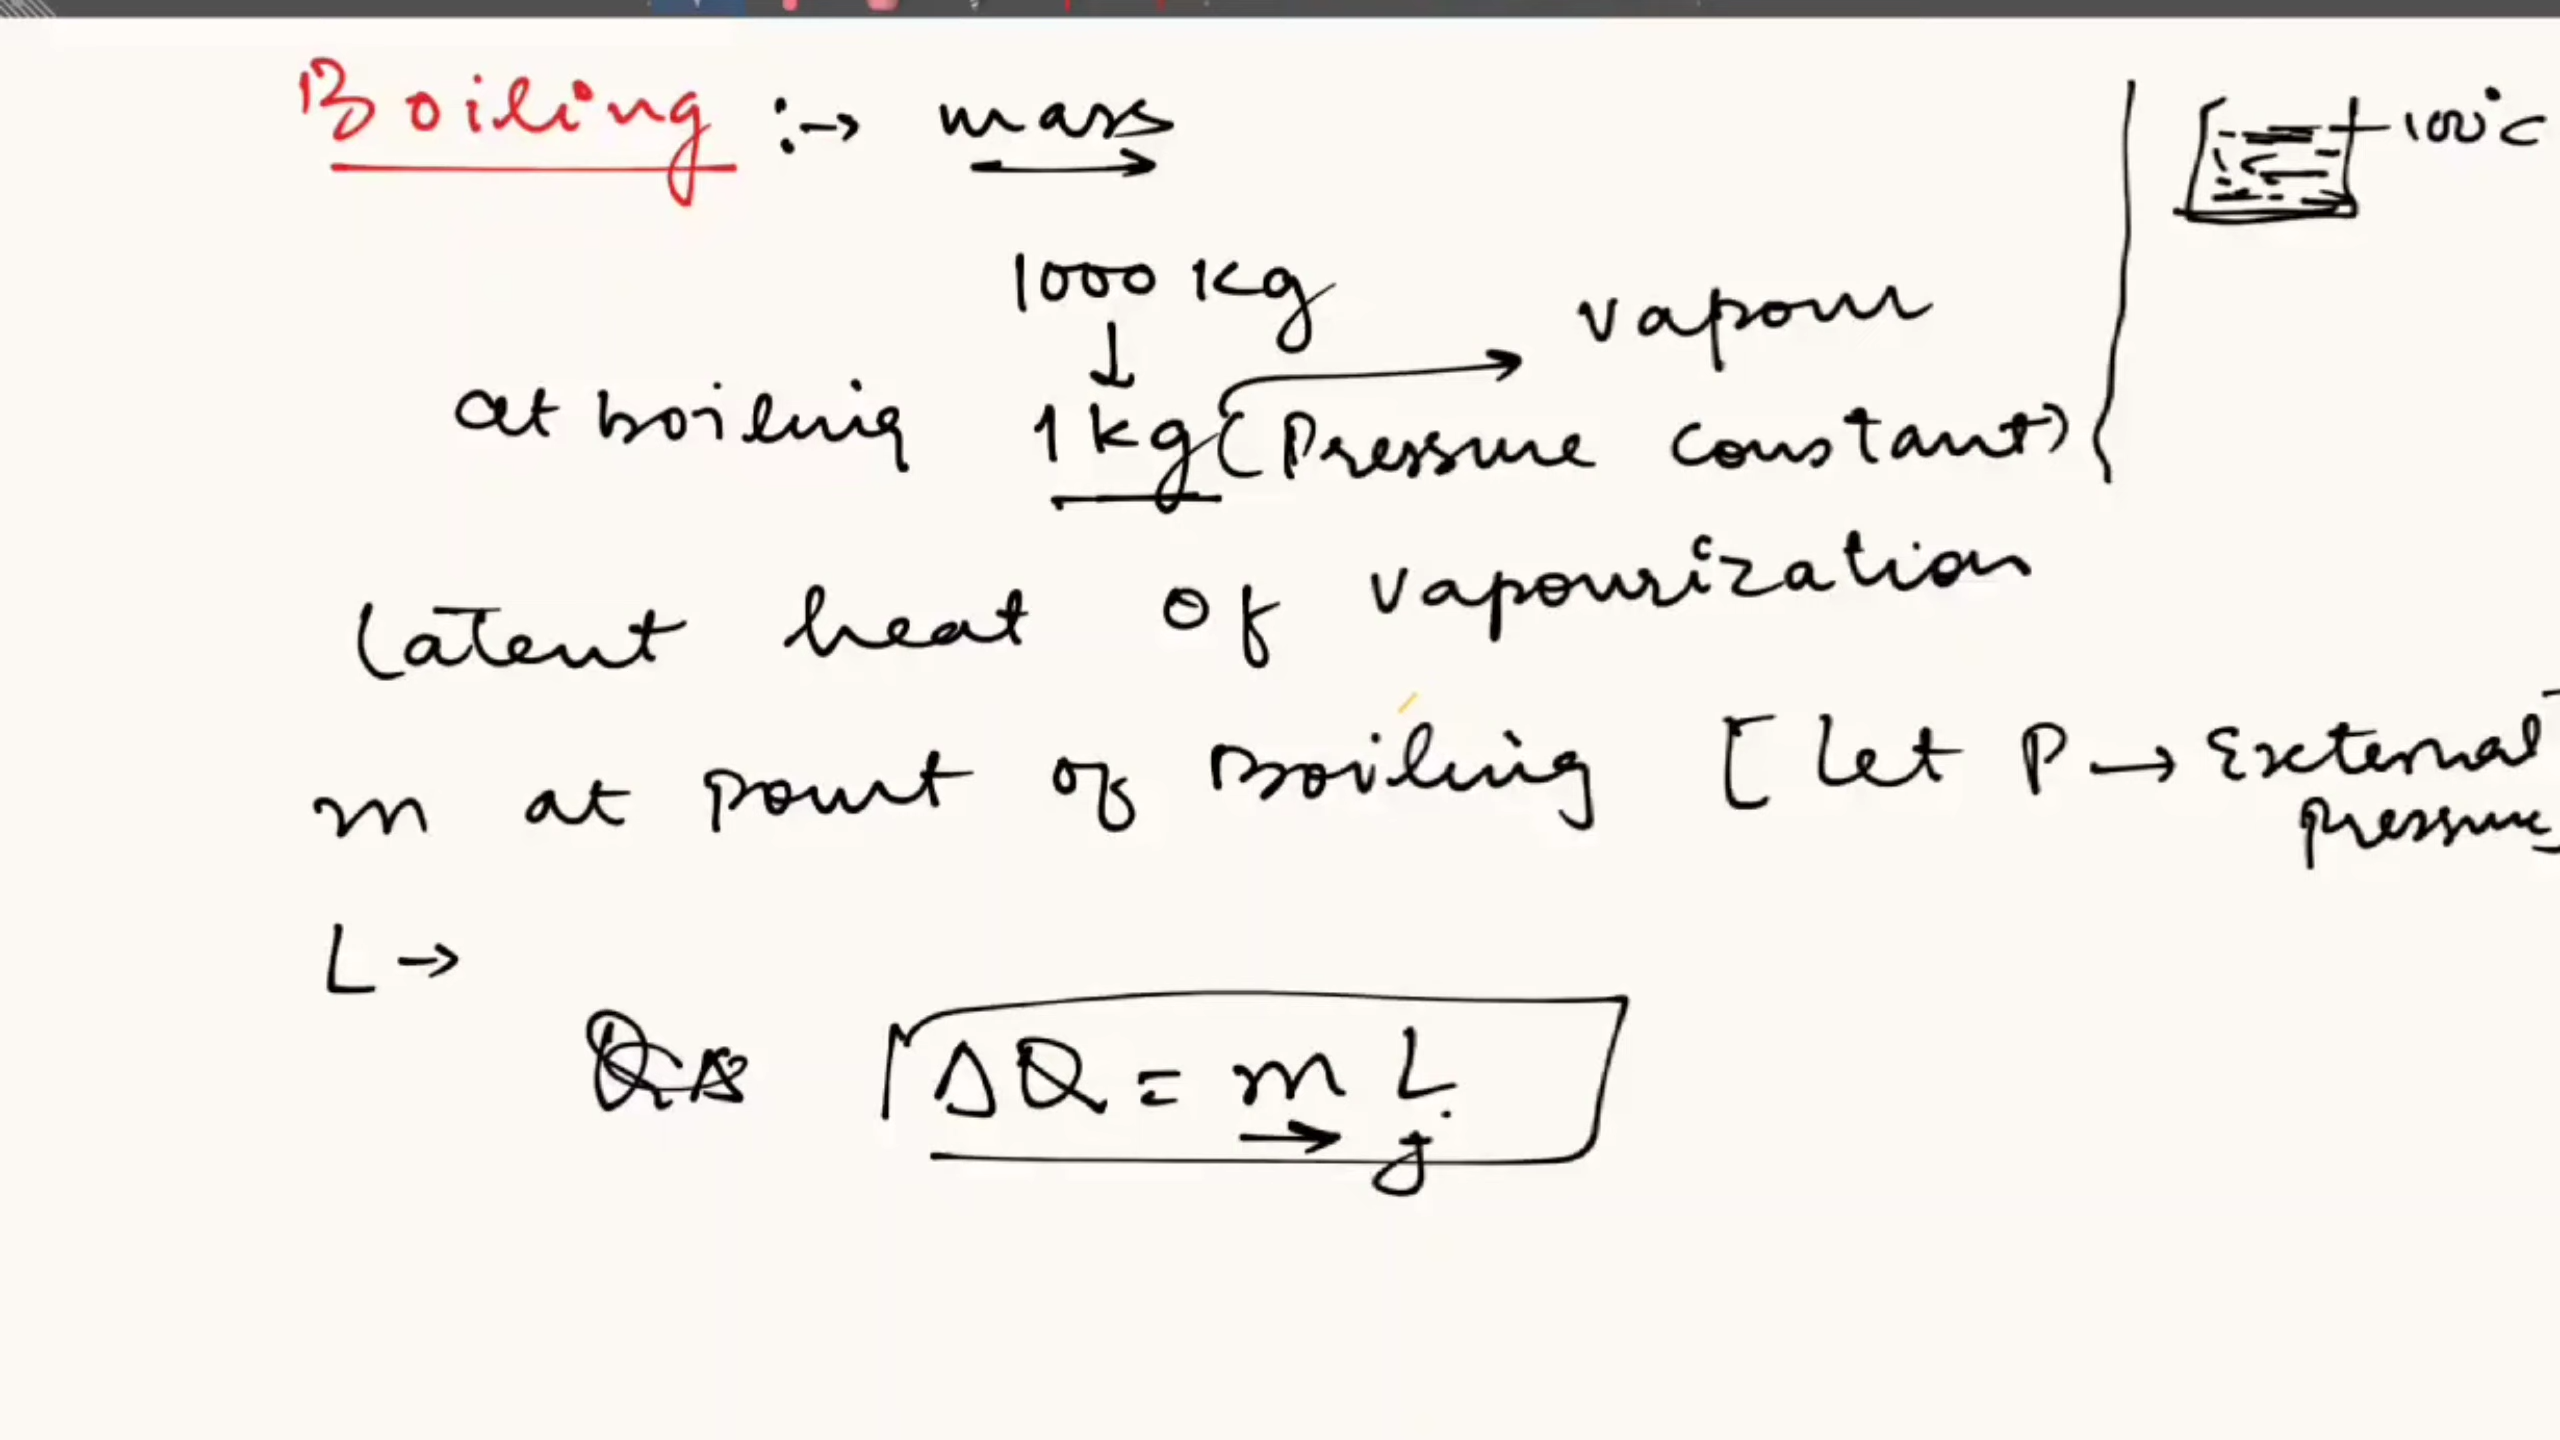 Boiling :→ mass
100°C
1000 kg
↓
vapour
at boiling 1 kg (Pressure constant)
Latent heat of vapourization
m at point of Boiling [ Let P → External pressure
L →
ΔQ = m L